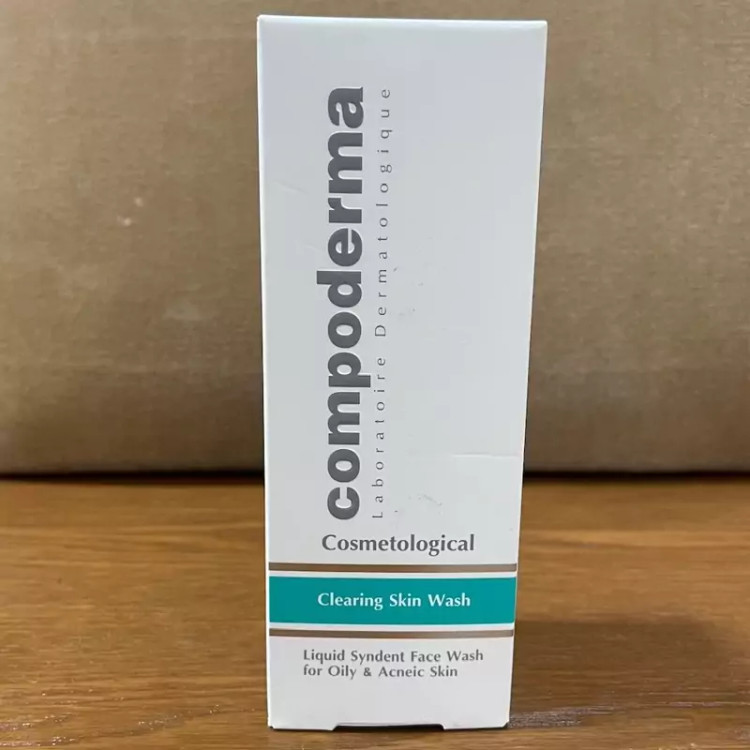 compoderma
Laboratoire Dermatologique
Cosmetological
Clearing Skin Wash
Liquid Syndent Face Wash
for Oily & Acneic Skin